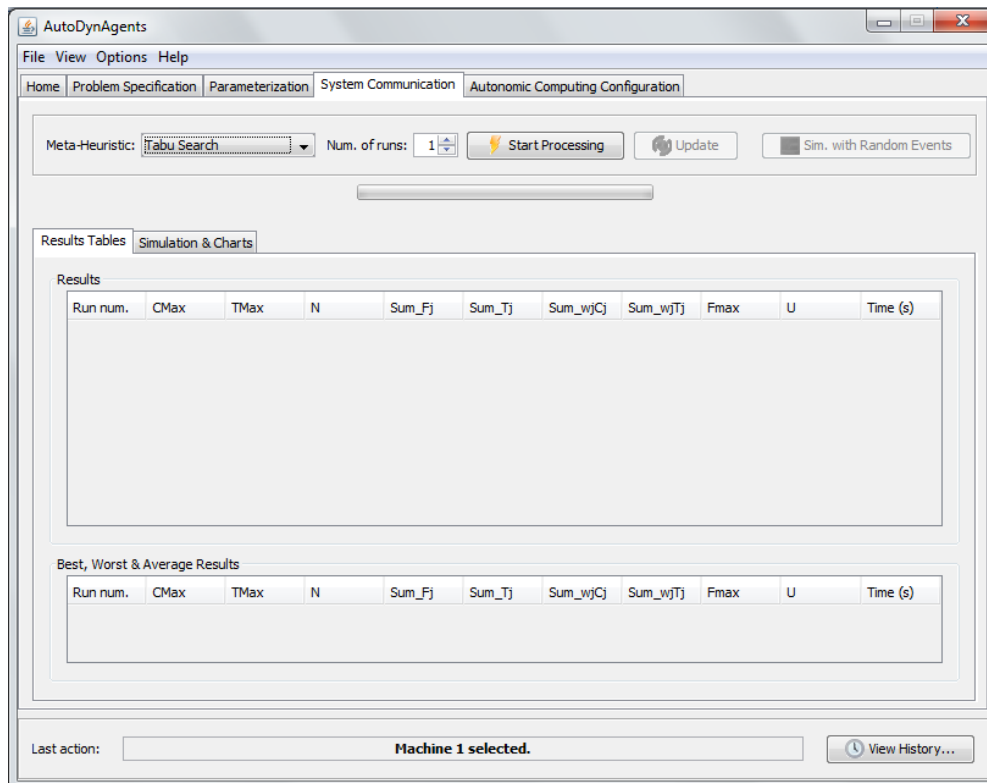 AutoDynAgents
File View Options Help
Home Problem Specification Parameterization System Communication Autonomic Computing Configuration
Meta-Heuristic: Tabu Search Num. of runs: 1 Start Processing Update Sim. with Random Events
Results Tables Simulation & Charts
Results
Run num. CMax TMax N Sum_Fj Sum_Tj Sum_wjCj Sum_wjTj Fmax U Time (s)
Best, Worst & Average Results
Run num. CMax TMax N Sum_Fj Sum_Tj Sum_wjCj Sum_wjTj Fmax U Time (s)
Last action: Machine 1 selected. View History...